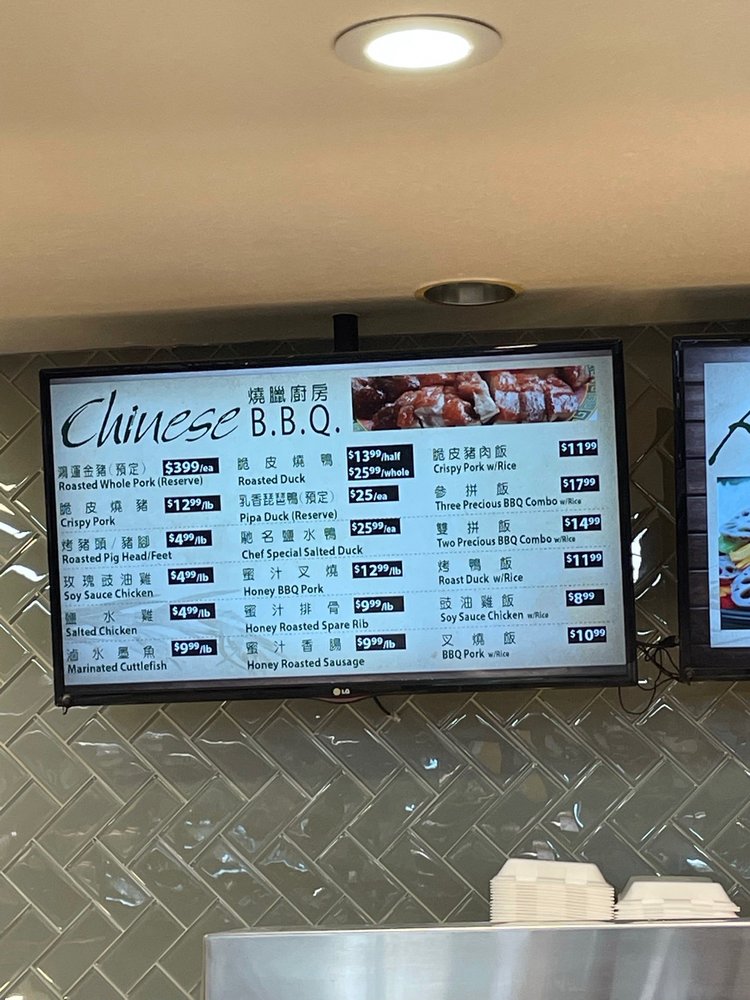 Chinese 燒臘廚房
B.B.Q.
鴻運金豬(預定) $399/ea
Roasted Whole Pork (Reserve)
脆皮燒豬 $12.99/lb
Crispy Pork
烤豬頭/豬腳 $4.99/lb
Roasted Pig Head/Feet
玫瑰豉油雞 $4.99/lb
Soy Sauce Chicken
鹽水雞 $4.99/lb
Salted Chicken
滷水墨魚 $9.99/lb
Marinated Cuttlefish
脆皮燒鴨 $13.99/half
Roasted Duck $25.99/whole
乳香琵琶鴨(預定) $25/ea
Pipa Duck (Reserve)
馳名鹽水鴨 $25.99/ea
Chef Special Salted Duck
蜜汁叉燒 $12.99/lb
Honey BBQ Pork
蜜汁排骨 $9.99/lb
Honey Roasted Spare Rib
蜜汁香腸 $9.99/lb
Honey Roasted Sausage
脆皮豬肉飯 $11.99
Crispy Pork w/Rice
參拼飯 $17.99
Three Precious BBQ Combo w/Rice
雙拼飯 $14.99
Two Precious BBQ Combo w/Rice
烤鴨飯 $11.99
Roast Duck w/Rice
豉油雞飯 $8.99
Soy Sauce Chicken w/Rice
叉燒飯 $10.99
BBQ Pork w/Rice
LG